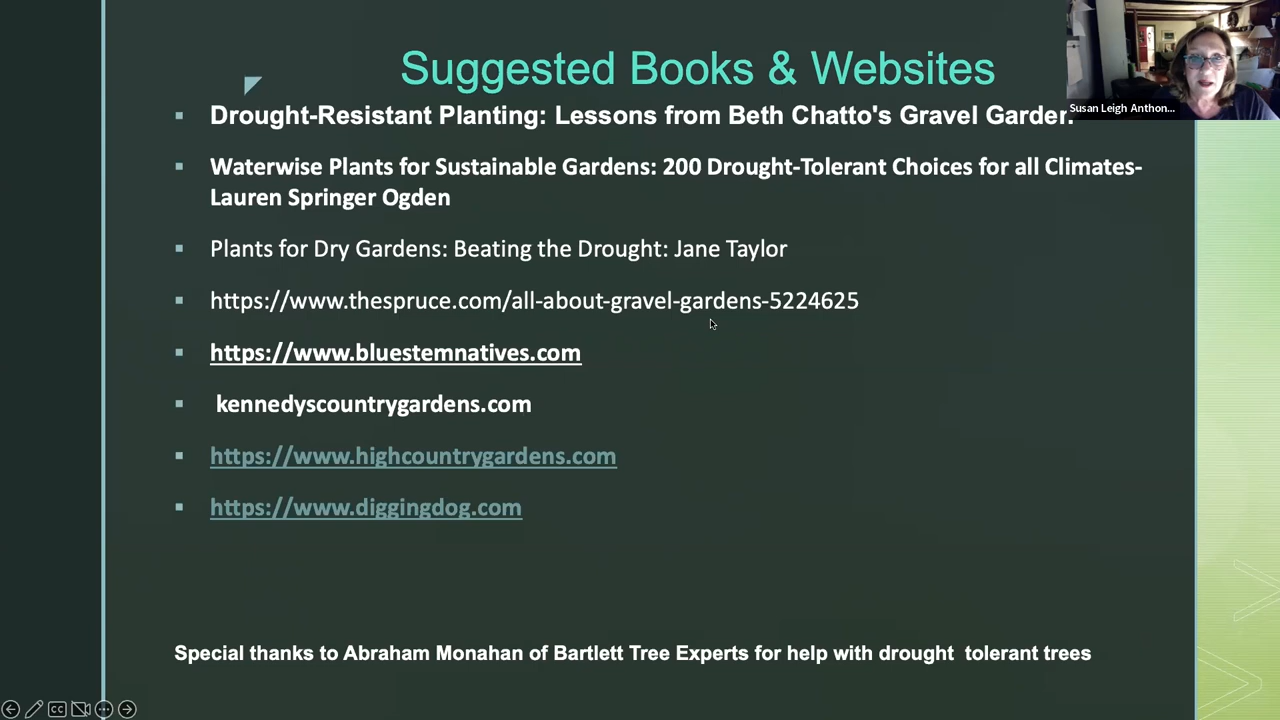 Suggested Books & Websites
Drought-Resistant Planting: Lessons from Beth Chatto's Gravel Garden
Waterwise Plants for Sustainable Gardens: 200 Drought-Tolerant Choices for all Climates-
Lauren Springer Ogden
Plants for Dry Gardens: Beating the Drought: Jane Taylor
https://www.thespruce.com/all-about-gravel-gardens-5224625
https://www.bluestemnatives.com
kennedyscountrygardens.com
https://www.highcountrygardens.com
https://www.diggingdog.com
Special thanks to Abraham Monahan of Bartlett Tree Experts for help with drought tolerant trees
Susan Leigh Anthon...
CC